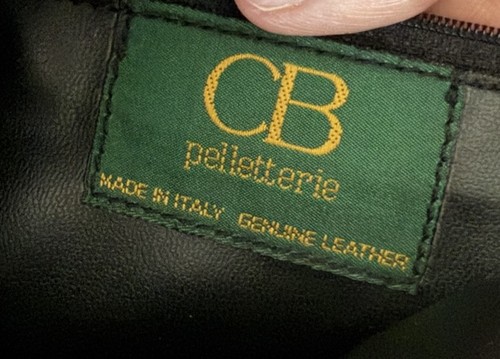 CB
pelletterie
MADE IN ITALY GENUINE LEATHER